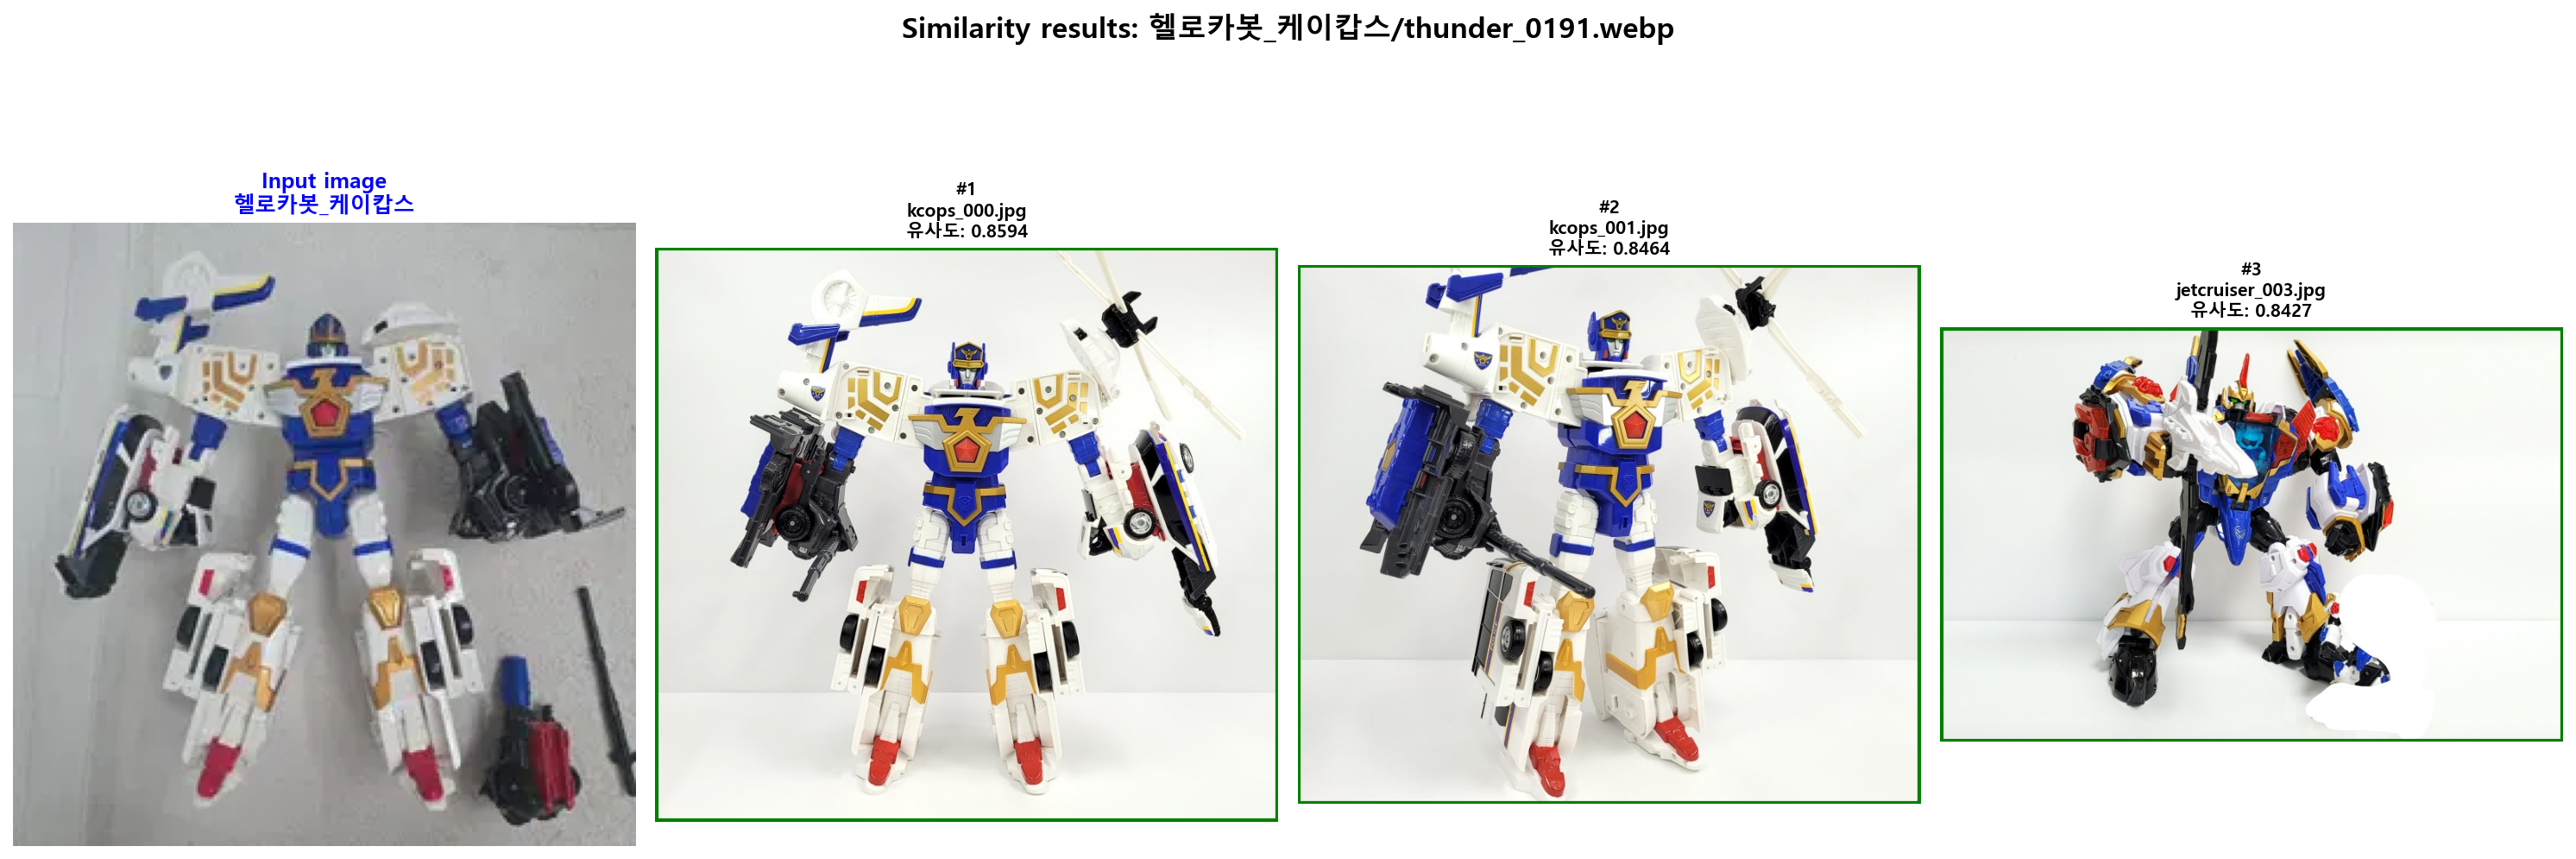 Similarity results: 헬로카봇_케이캅스/thunder_0191.webp
Input image
헬로카봇_케이캅스
#1
kcops_000.jpg
유사도: 0.8594
#2
kcops_001.jpg
유사도: 0.8464
#3
jetcruiser_003.jpg
유사도: 0.8427